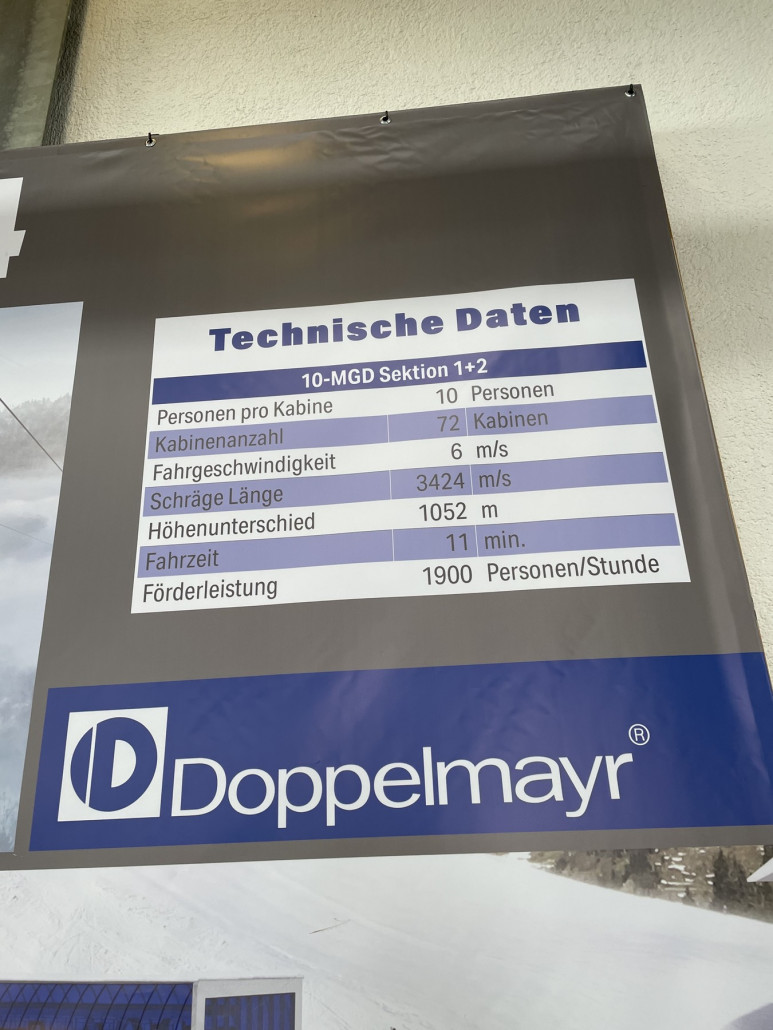 Technische Daten
10-MGD Sektion 1+2
Personen pro Kabine 10 Personen
Kabinenanzahl 72 Kabinen
Fahrgeschwindigkeit 6 m/s
Schräge Länge 3424 m/s
Höhenunterschied 1052 m
Fahrzeit 11 min.
Förderleistung 1900 Personen/Stunde
D Doppelmayr®